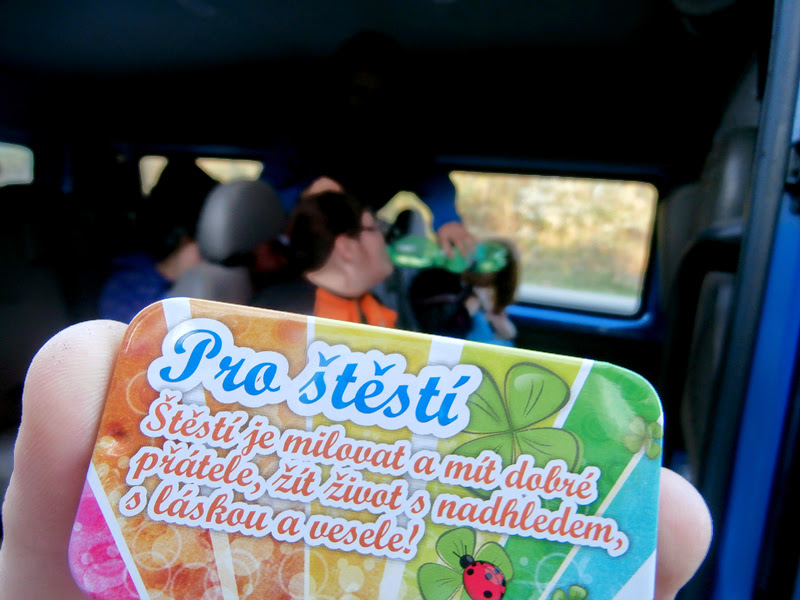 Pro štěstí
Štěstí je milovat a mít dobré
přátele, žít život s nadhledem,
s láskou a vesele!